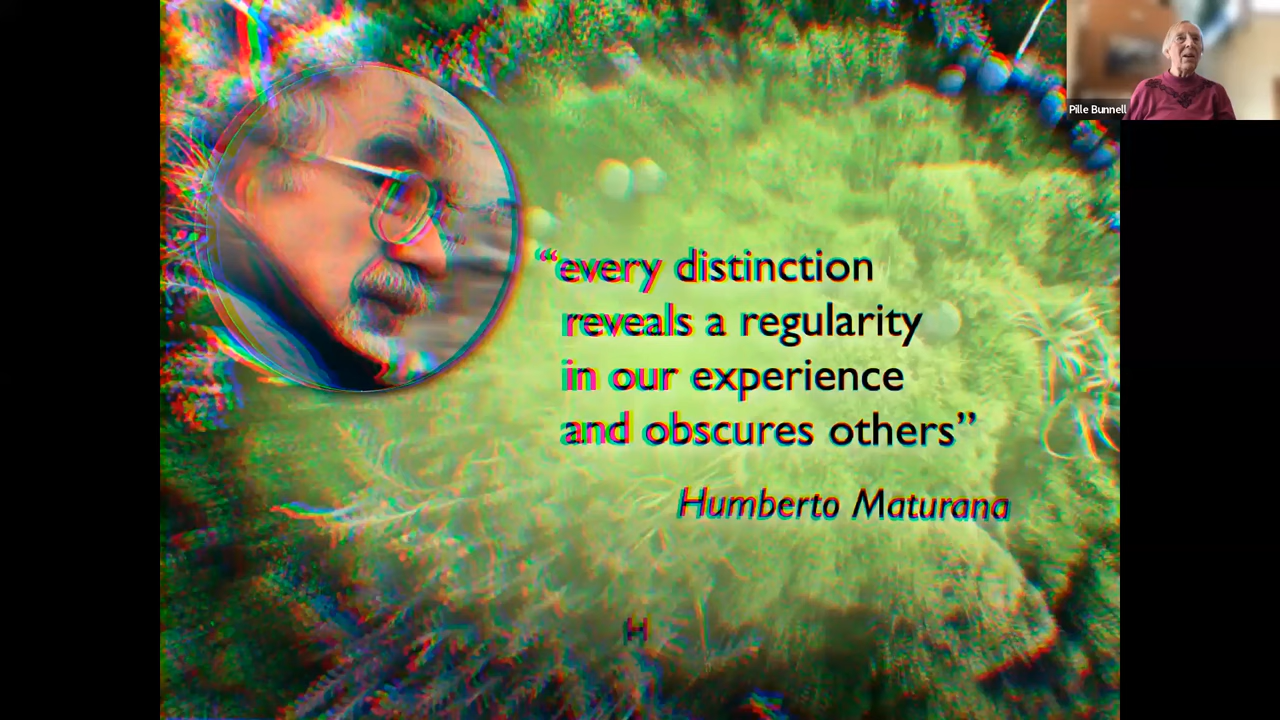 Pille Bunnell
“every distinction
reveals a regularity
in our experience
and obscures others”
Humberto Maturana
H